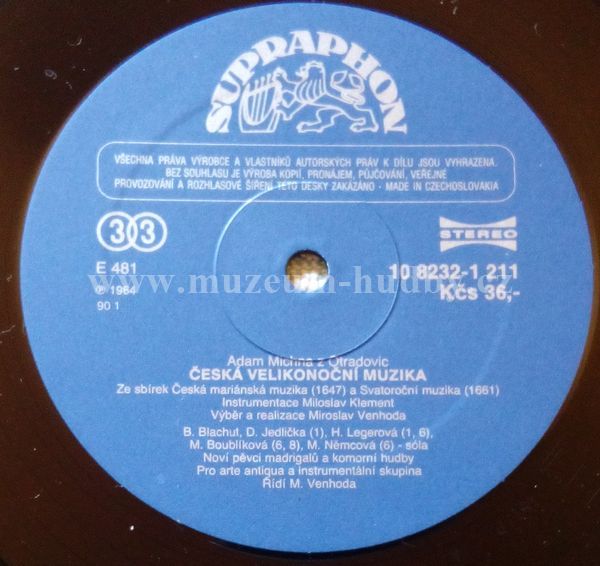 SUPRAPHON
VŠECHNA PRÁVA VÝROBCE A VLASTNÍKŮ AUTORSKÝCH PRÁV K DÍLU JSOU VYHRAZENA.
BEZ SOUHLASU JE VÝROBA KOPIÍ, PRONÁJEM, PŮJČOVÁNÍ, VEŘEJNÉ
PROVOZOVÁNÍ A ROZHLASOVÉ ŠÍŘENÍ TÉTO DESKY ZAKÁZÁNO - MADE IN CZECHOSLOVAKIA
33
STEREO
E 481
10 8232-1 211
www.muzeum-hudby.cz
℗ 1984
Kčs 36,-
90 1
Adam Michna z Otradovic
ČESKÁ VELIKONOČNÍ MUZIKA
Ze sbírek Česká mariánská muzika (1647) a Svatoroční muzika (1661)
Instrumentace Miloslav Klement
Výběr a realizace Miroslav Venhoda
B. Blachut, D. Jedlička (1), H. Legerová (1, 6),
M. Boublíková (6, 8), M. Němcová (6) - sóla
Noví pěvci madrigalů a komorní hudby
Pro arte antiqua a instrumentální skupina
Řídí M. Venhoda